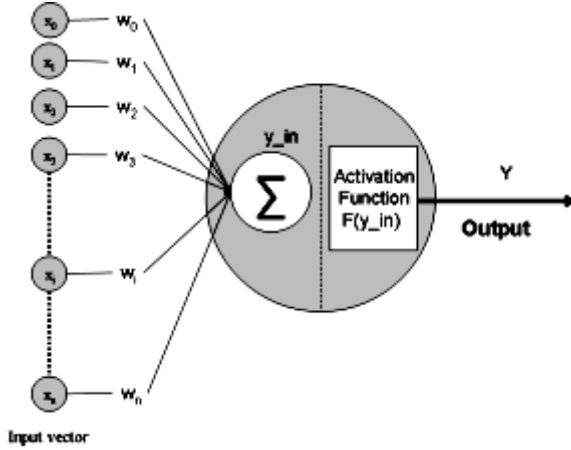 x₀ w₀
x₁ w₁
x₂ w₂
x₃ w₃
y_in
Σ
Activation
Function
F(y_in)
Y
Output
xᵢ wᵢ
xₙ wₙ
Input vector